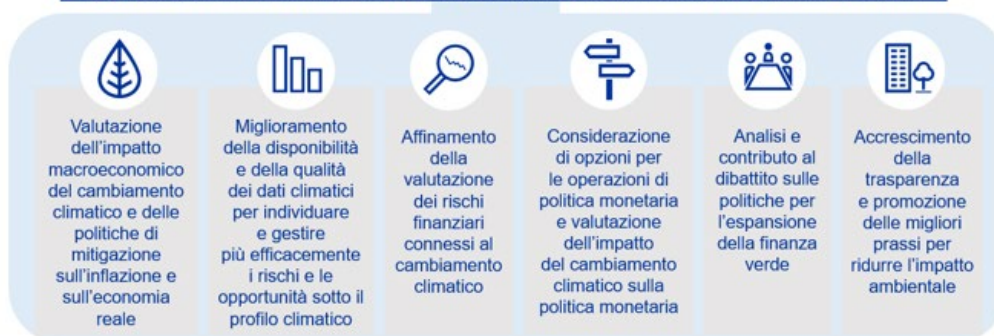 Valutazione
dell'impatto
macroeconomico
del cambiamento
climatico e delle
politiche di
mitigazione
sull'inflazione e
sull'economia
reale
Miglioramento
della disponibilità
e della qualità
dei dati climatici
per individuare
e gestire
più efficacemente
i rischi e le
opportunità sotto il
profilo climatico
Affinamento
della
valutazione
dei rischi
finanziari
connessi al
cambiamento
climatico
Considerazione
di opzioni per
le operazioni di
politica monetaria
e valutazione
dell'impatto
del cambiamento
climatico sulla
politica monetaria
Analisi e
contributo al
dibattito sulle
politiche per
l'espansione
della finanza
verde
Accrescimento
della
trasparenza
e promozione
delle migliori
prassi per
ridurre l'impatto
ambientale